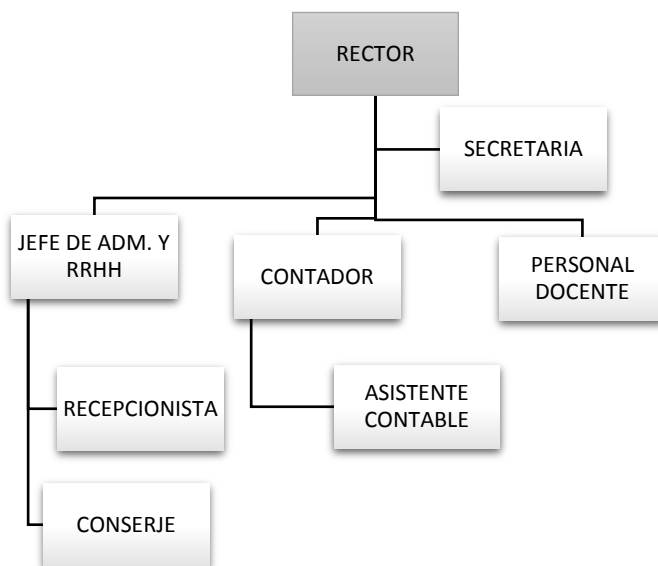 RECTOR
SECRETARIA
JEFE DE ADM. Y
RRHH
CONTADOR
PERSONAL
DOCENTE
RECEPCIONISTA
ASISTENTE
CONTABLE
CONSERJE